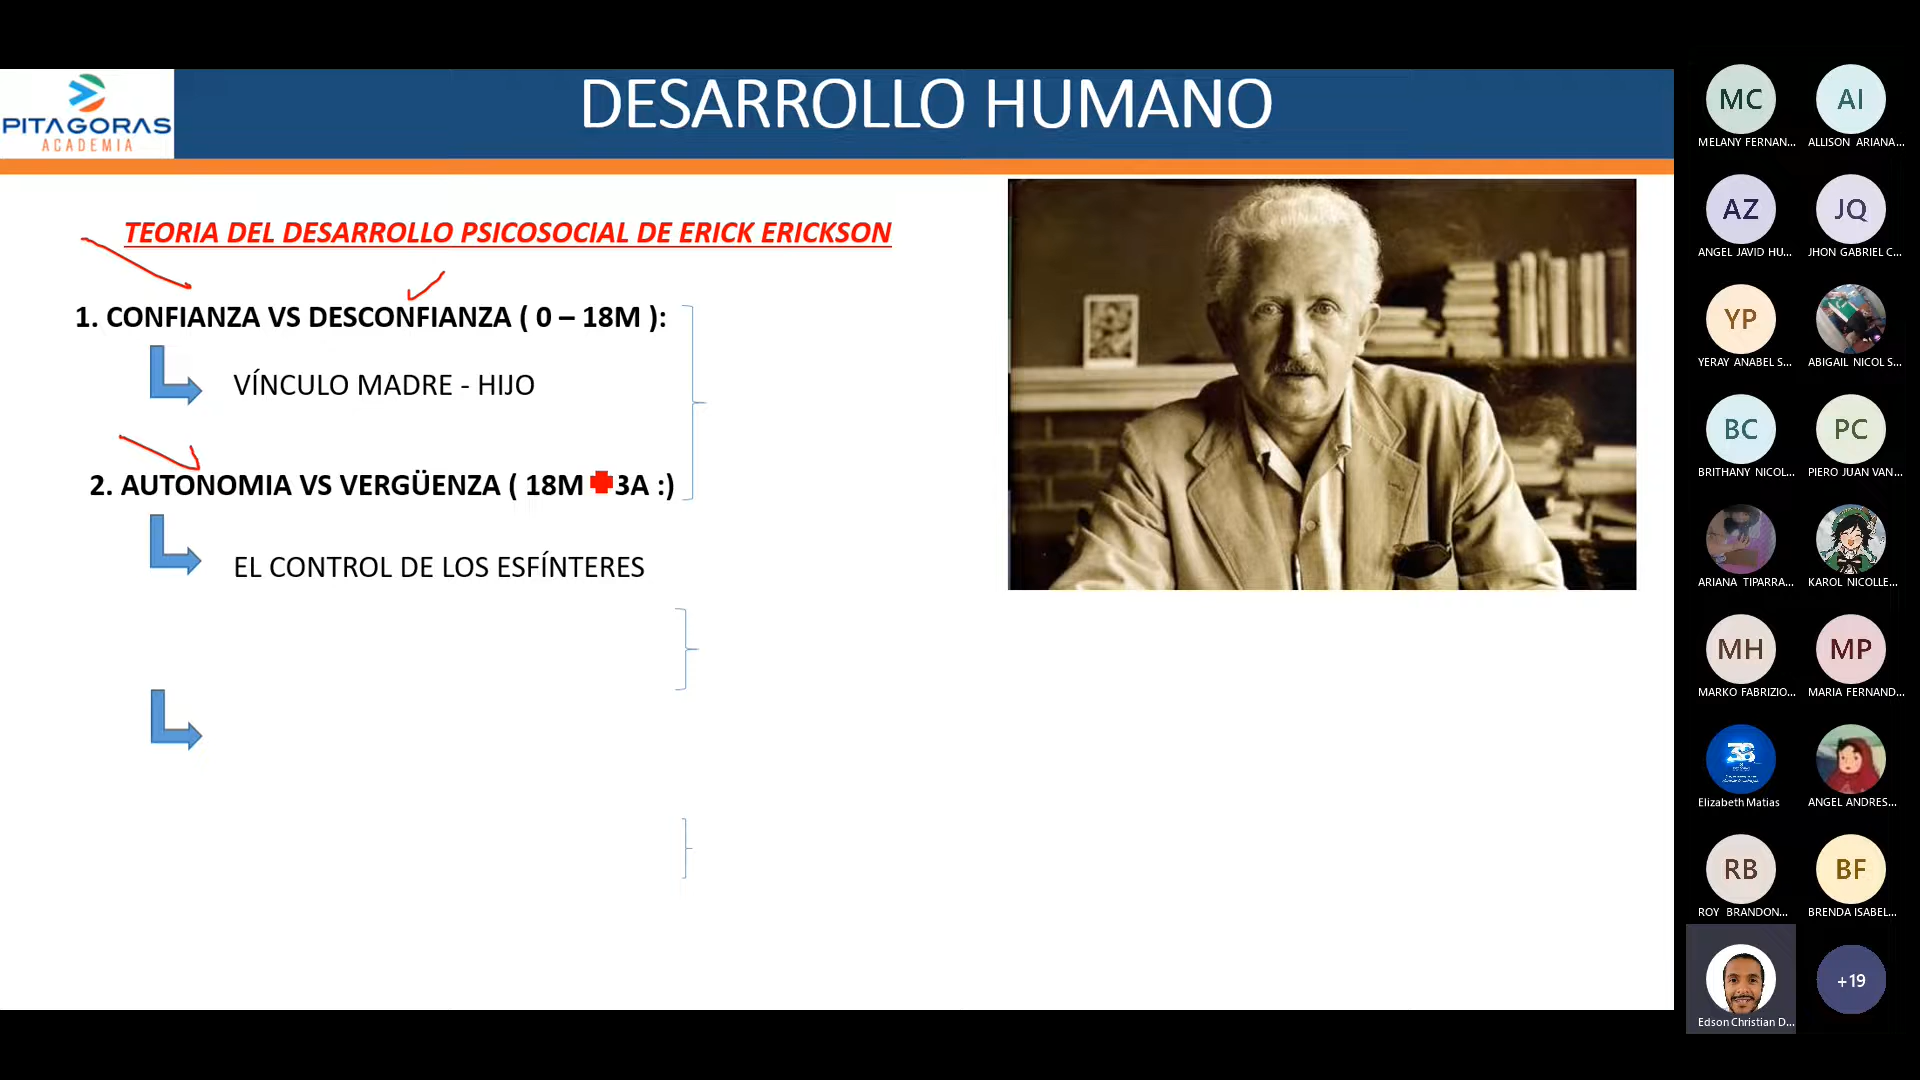 PITAGORAS
ACADEMIA
DESARROLLO HUMANO
TEORIA DEL DESARROLLO PSICOSOCIAL DE ERICK ERICKSON
1. CONFIANZA VS DESCONFIANZA ( 0 – 18M ):
VÍNCULO MADRE - HIJO
2. AUTONOMIA VS VERGÜENZA ( 18M 3A :)
EL CONTROL DE LOS ESFÍNTERES
MC
AI
MELANY FERNAN...
ALLISON ARIANA...
AZ
JQ
ANGEL JAVID HU...
JHON GABRIEL C...
YP
YERAY ANABEL S...
ABIGAIL NICOL S...
BC
PC
BRITHANY NICOL...
PIERO JUAN VAN...
ARIANA TIPARRA...
KAROL NICOLLE...
MH
MP
MARKO FABRIZIO...
MARIA FERNAND...
Elizabeth Matias
ANGEL ANDRES...
RB
BF
ROY BRANDON...
BRENDA ISABEL...
+19
Edson Christian D...